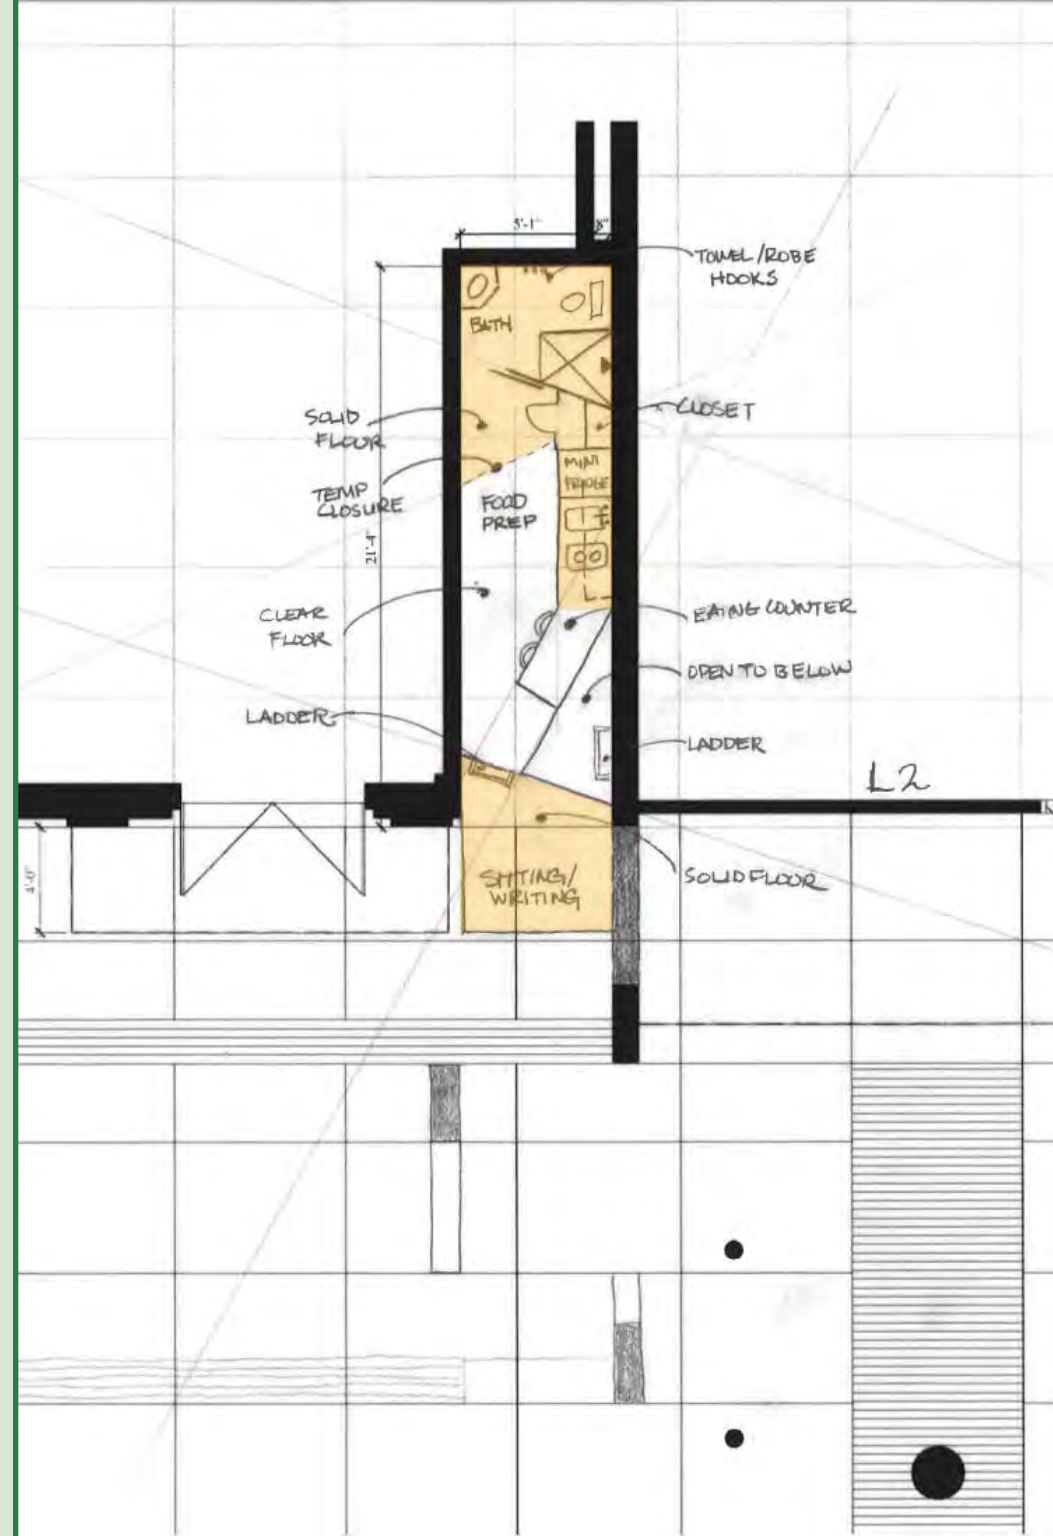 5'-1"
8"
TOWEL/ROBE
HOOKS
BATH
CLOSET
SOLID
FLOOR
MINI
FRIDGE
TEMP
CLOSURE
FOOD
PREP
21'-4"
CLEAR
FLOOR
EAING COUNTER
OPEN TO BELOW
LADDER
LADDER
L2
4'-0"
SITTING/
WRITING
SOLID FLOOR